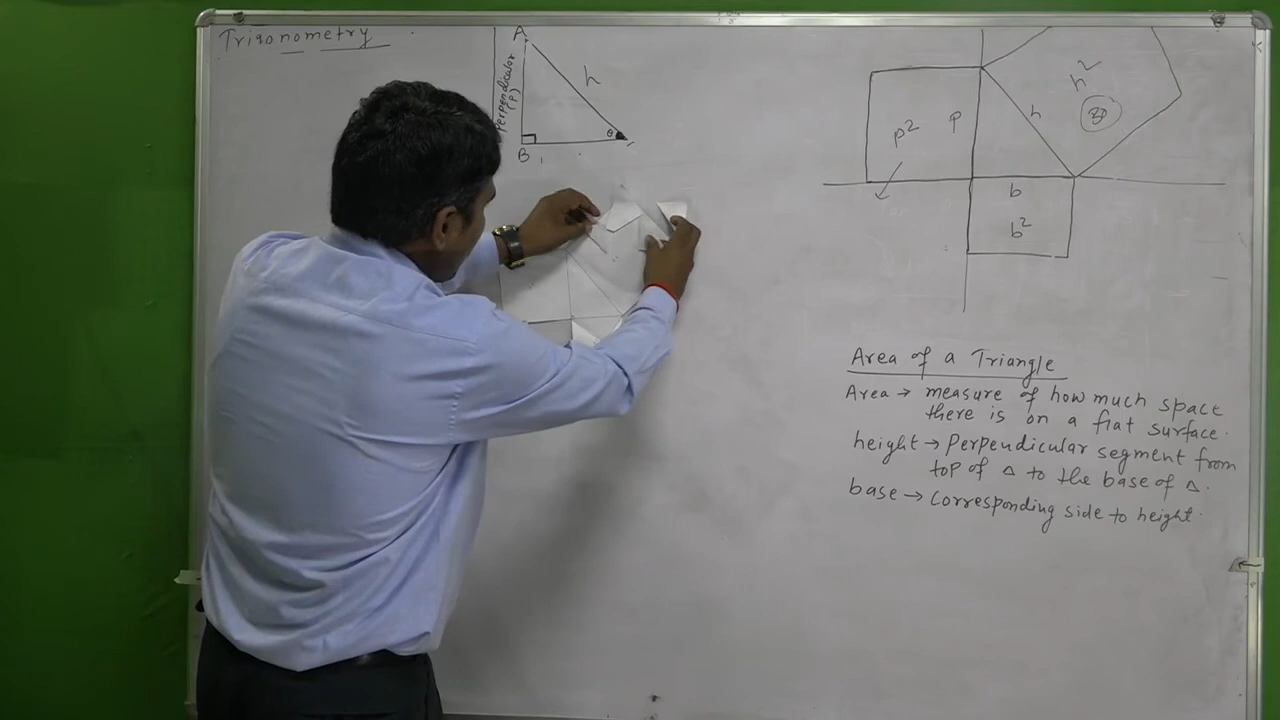 Trigonometry
A
Perpendicular
(P)
h
θ
B
p²
p
h
h²
b
b²
Area of a Triangle
Area → measure of how much space
there is on a flat surface.
height → Perpendicular segment from
top of Δ to the base of Δ.
base → Corresponding side to height.